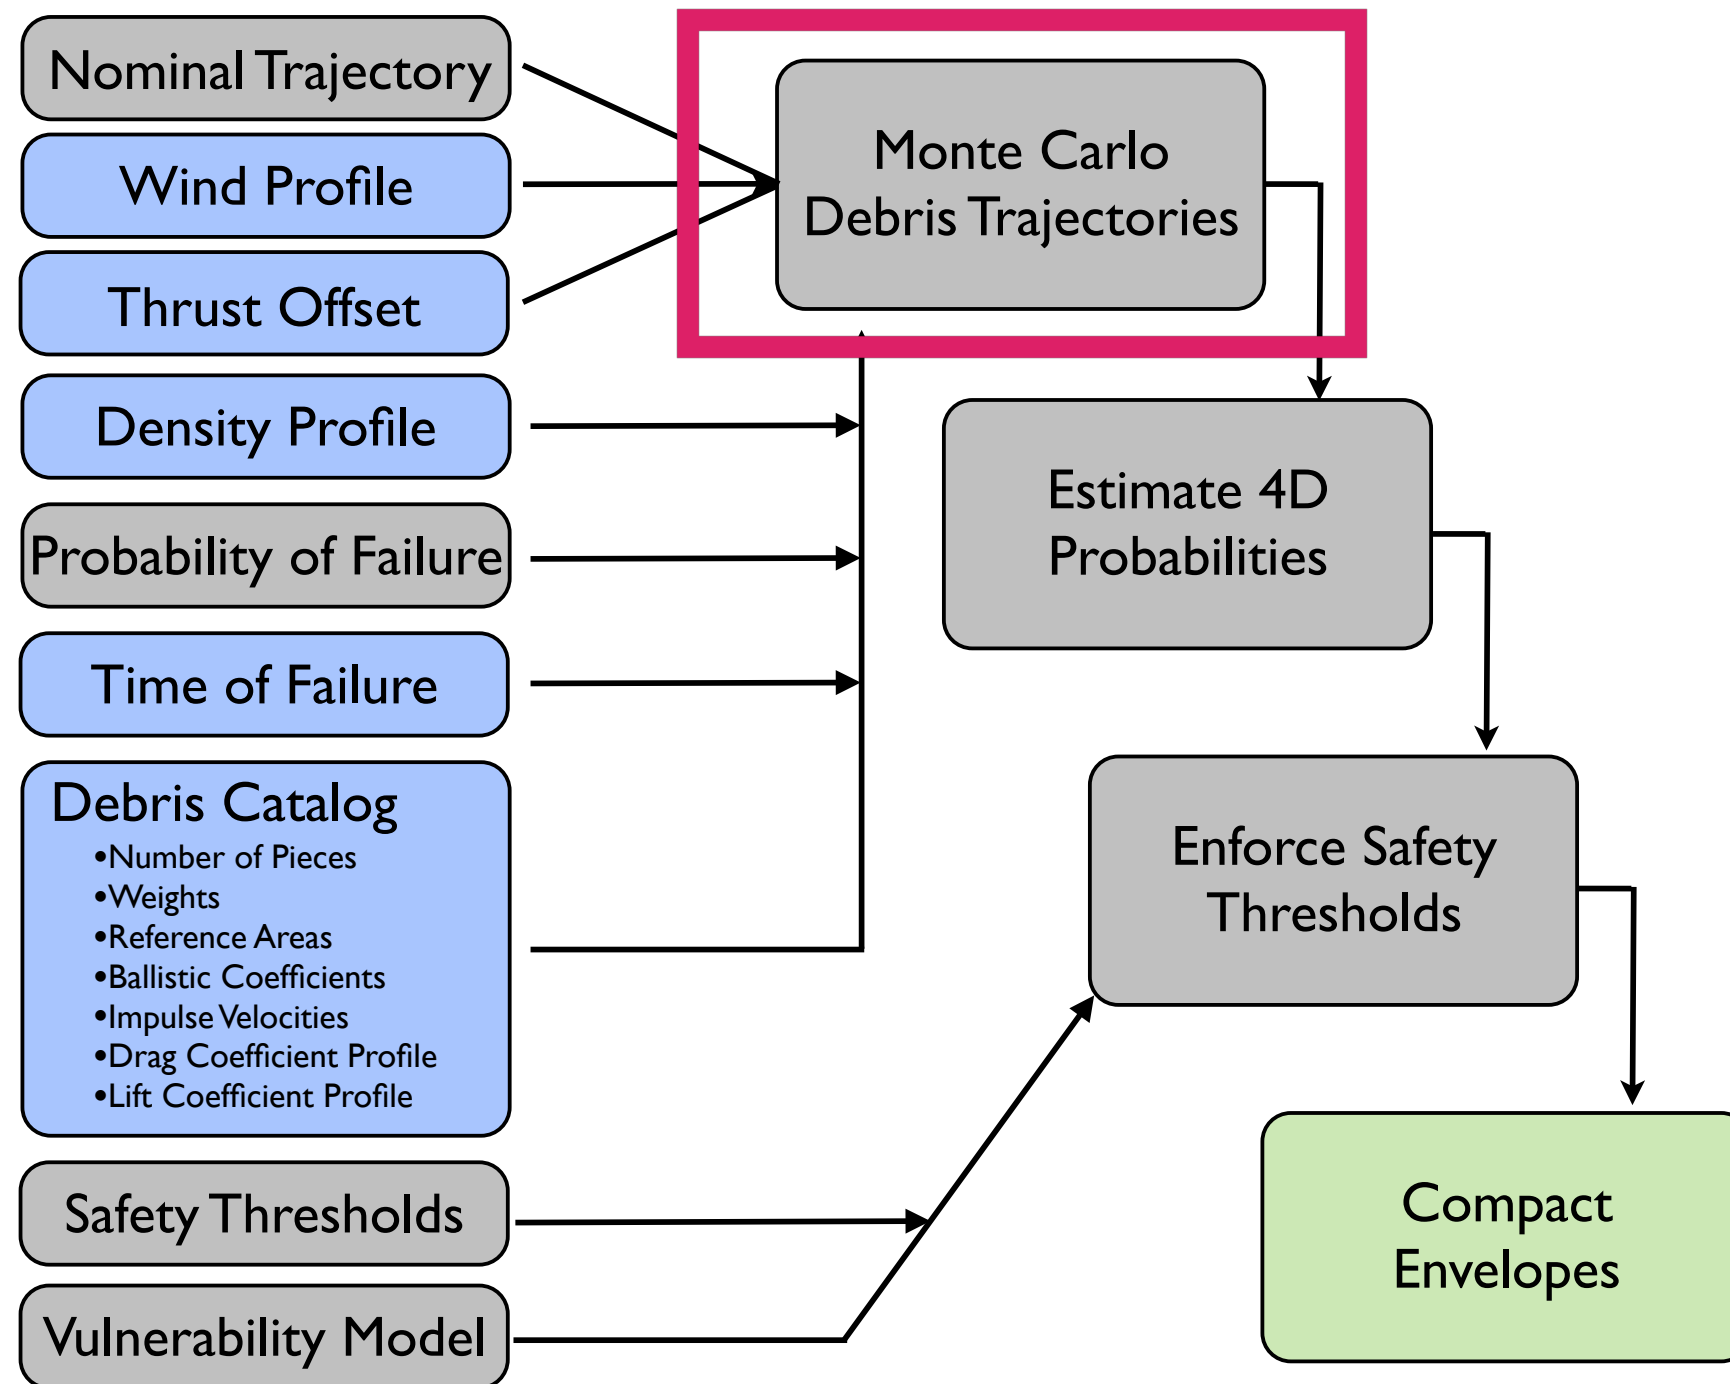 Nominal Trajectory
Wind Profile
Thrust Offset
Density Profile
Probability of Failure
Time of Failure
Debris Catalog
•Number of Pieces
•Weights
•Reference Areas
•Ballistic Coefficients
•Impulse Velocities
•Drag Coefficient Profile
•Lift Coefficient Profile
Safety Thresholds
Vulnerability Model
Monte Carlo
Debris Trajectories
Estimate 4D
Probabilities
Enforce Safety
Thresholds
Compact
Envelopes